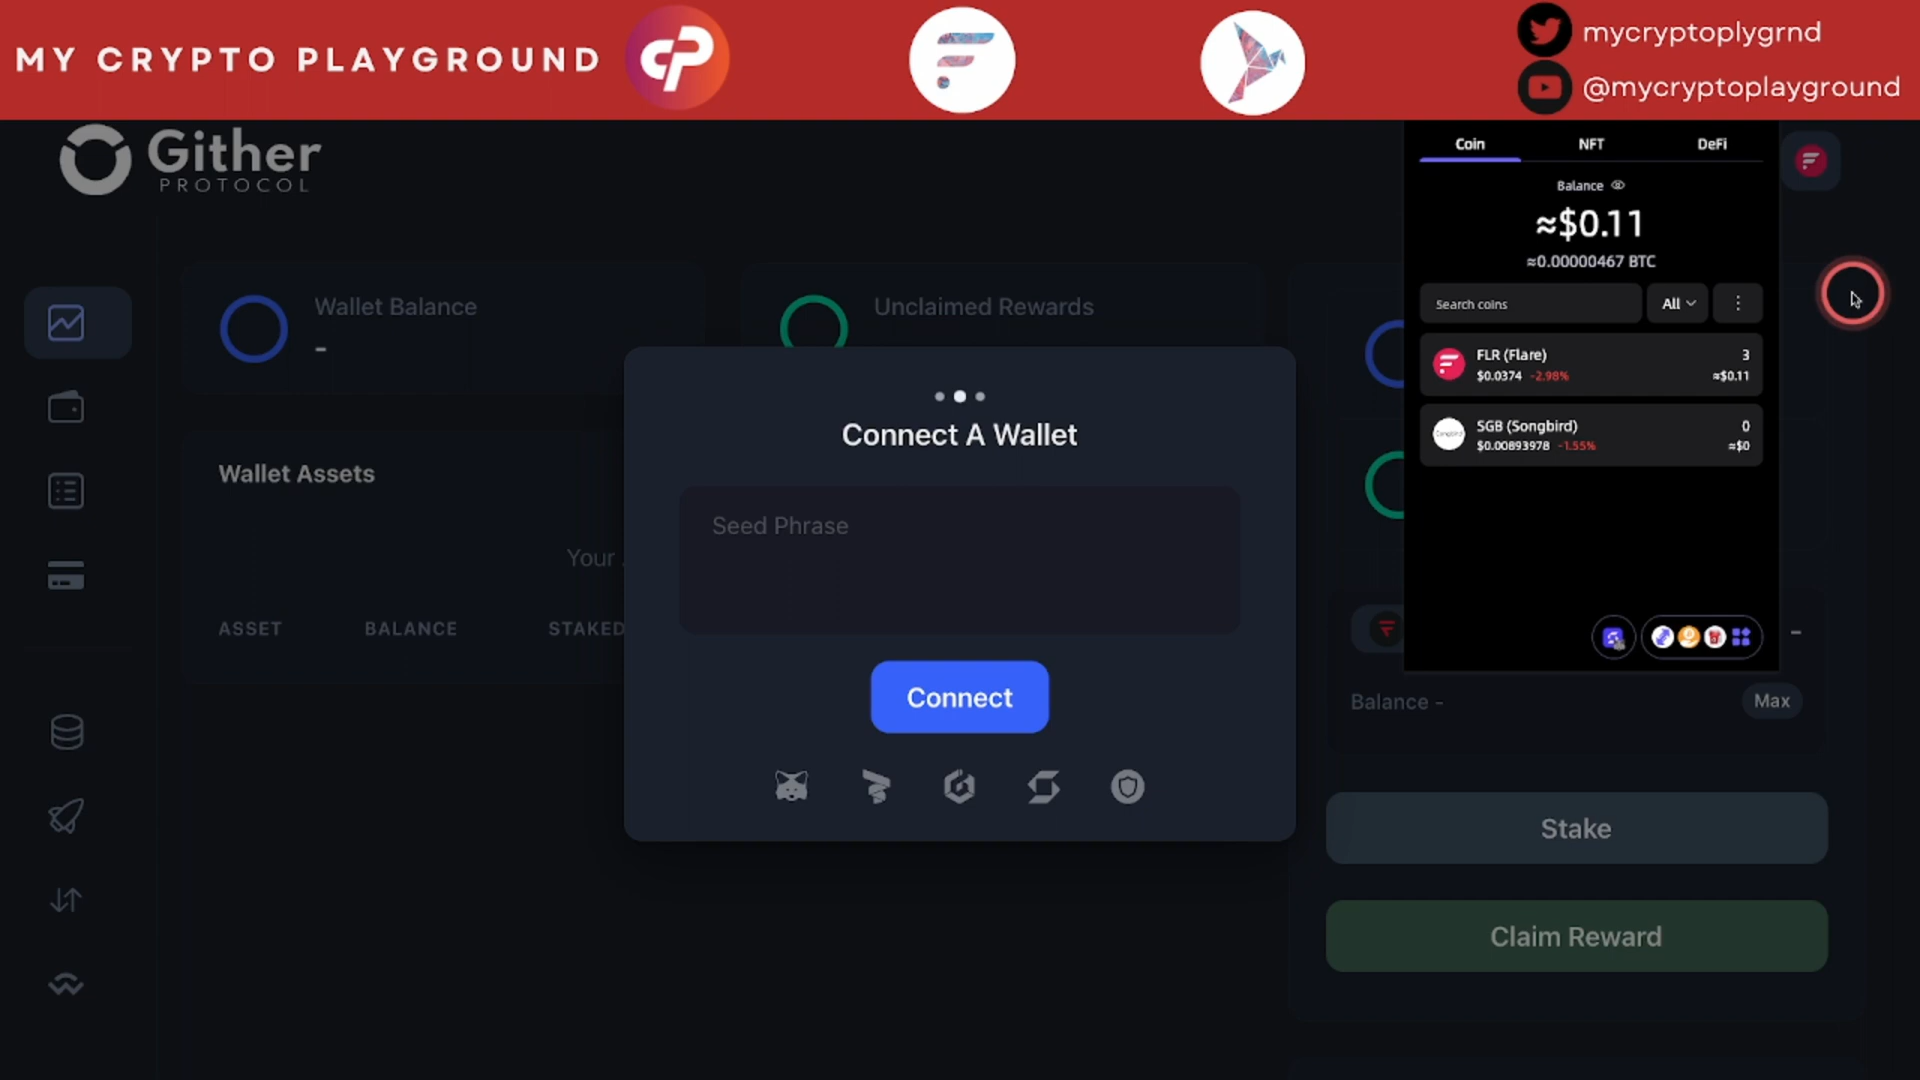 MY CRYPTO PLAYGROUND
mycryptoplygrnd
@mycryptoplayground
Gither
PROTOCOL
Coin NFT DeFi
Balance
≈$0.11
≈0.00000467 BTC
Search coins All
FLR (Flare) 3
$0.0374 -2.98% ≈$0.11
SGB (Songbird) 0
$0.00893978 -1.55% ≈$0
Wallet Balance
-
Unclaimed Rewards
Wallet Assets
Your
ASSET BALANCE STAKED
Connect A Wallet
Seed Phrase
Connect
-
Balance - Max
Stake
Claim Reward